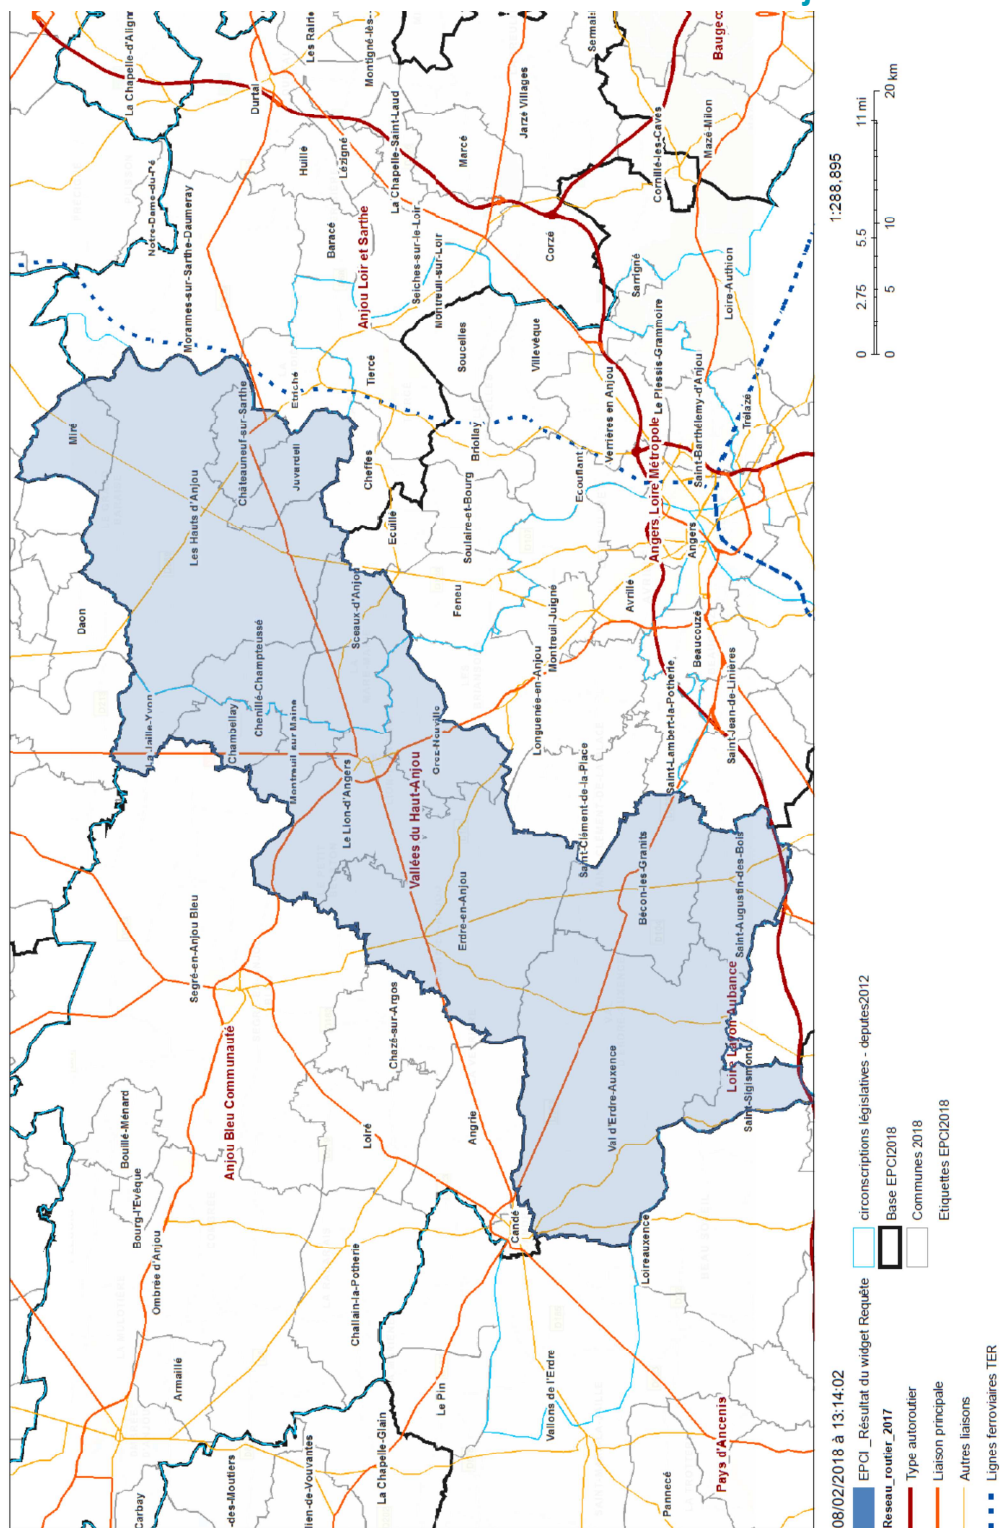 Carbay
-des-Moutiers
lien-de-Vouvantes
La Chapelle-Glain
Le Pin
Vallons de l'Erdre
Pannecé
Pays d'Ancenis
Armaillé
Ombrée d'Anjou
Bourg-l'Evêque
Bouillé-Ménard
Challain-la-Potherie
Loiré
Angrie
Candé
Loireauxence
Anjou Bleu Communauté
Segré-en-Anjou Bleu
Chazé-sur-Argos
Val d'Erdre-Auxence
Saint-Sigismond
Loire Layon Aubance
Saint-Augustin-des-Bois
Bécon-les-Granits
Erdre-en-Anjou
Vallées du Haut-Anjou
Le Lion-d'Angers
Montreuil sur Maine
Chambellay
La Jaille-Yvon
Chenillé-Champteussé
Grez-Neuville
Sceaux-d'Anjou
Saint-Clément-de-la-Place
Longuenée-en-Anjou
Saint-Lambert-la-Potherie
Saint-Jean-de-Linières
Beaucouzé
Montreuil-Juigné
Avrillé
Angers
Angers Loire Métropole
Feneu
Soulaire-et-Bourg
Ecuillé
Cheffes
Briollay
Ecouflant
Verrières en Anjou
Saint-Barthélemy-d'Anjou
Le Plessis-Grammoire
Trélazé
Loire-Authion
Sarrigné
Villevêque
Soucelles
Corzé
Daon
Les Hauts d'Anjou
Miré
Châteauneuf-sur-Sarthe
Juvardeil
Etriché
Tiercé
Morannes-sur-Sarthe-Daumeray
Notre-Dame-du-Pé
La Chapelle-d'Align
Durtal
Les Rairie
Montigné-lès-
Huillé
Lézigné
Baracé
Anjou Loir et Sarthe
La Chapelle-Saint-Laud
Seiches-sur-le-Loir
Montreuil-sur-Loir
Marcé
Jarzé Villages
Sermais
Cornillé-les-Caves
Mazé-Milon
Baugeo
08/02/2018 à 13:14:02
EPCI _Résultat du widget Requête
Reseau_routier_2017
Type autoroutier
Liaison principale
Autres liaisons
Lignes ferroviaires TER
circonscriptions législatives - deputes2012
Base EPCI2018
Communes 2018
Etiquettes EPCI2018
1:288,895
0 2.75 5.5 11 mi
0 5 10 20 km